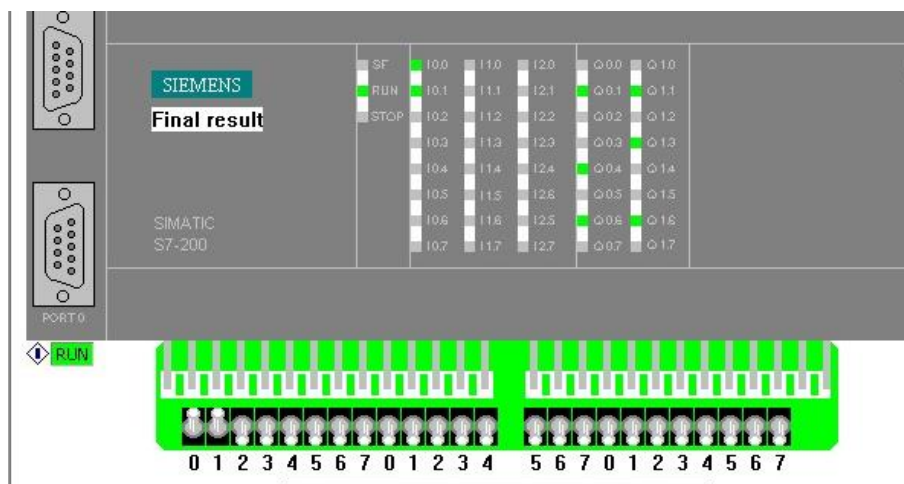 SIEMENS
Final result
SIMATIC
S7-200
PORT 0
RUN
SF I0.0 I1.0 I2.0 Q0.0 Q1.0
RUN I0.1 I1.1 I2.1 Q0.1 Q1.1
STOP I0.2 I1.2 I2.2 Q0.2 Q1.2
I0.3 I1.3 I2.3 Q0.3 Q1.3
I0.4 I1.4 I2.4 Q0.4 Q1.4
I0.5 I1.5 I2.6 Q0.5 Q1.5
I0.6 I1.6 I2.5 Q0.6 Q1.6
I0.7 I1.7 I2.7 Q0.7 Q1.7
0 1 2 3 4 5 6 7 0 1 2 3 4 5 6 7 0 1 2 3 4 5 6 7